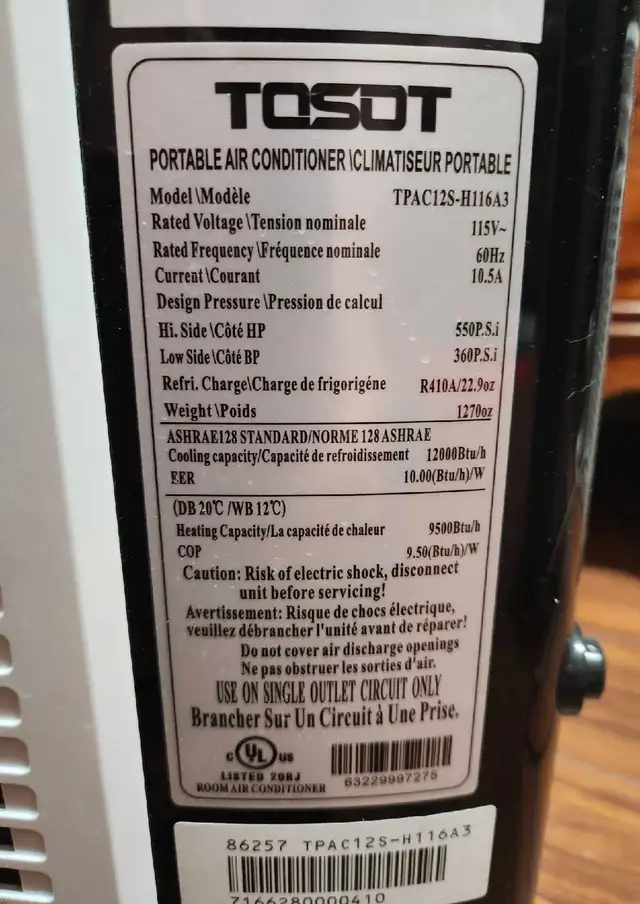 TOSOT
PORTABLE AIR CONDITIONER\CLIMATISEUR PORTABLE
Model\Modèle TPAC12S-H116A3
Rated Voltage\Tension nominale 115V~
Rated Frequency\Fréquence nominale 60Hz
Current\Courant 10.5A
Design Pressure\Pression de calcul
Hi. Side\Côté HP 550P.S.i
Low Side\Côté BP 360P.S.i
Refri. Charge\Charge de frigorigéne R410A/22.9oz
Weight\Poids 1270oz
ASHRAE128 STANDARD/NORME 128 ASHRAE
Cooling capacity/Capacité de refroidissement 12000Btu/h
EER 10.00(Btu/h)/W
(DB 20℃ /WB 12℃)
Heating Capacity/La capacité de chaleur 9500Btu/h
COP 9.50(Btu/h)/W
Caution: Risk of electric shock, disconnect
unit before servicing!
Avertissement: Risque de chocs électrique,
veuillez débrancher l'unité avant de réparer!
Do not cover air discharge openings
Ne pas obstruer les sorties d'air.
USE ON SINGLE OUTLET CIRCUIT ONLY
Brancher Sur Un Circuit à Une Prise.
C UL US
LISTED 29RJ
ROOM AIR CONDITIONER
63229997275
86257 TPAC12S-H116A3
7166280000410